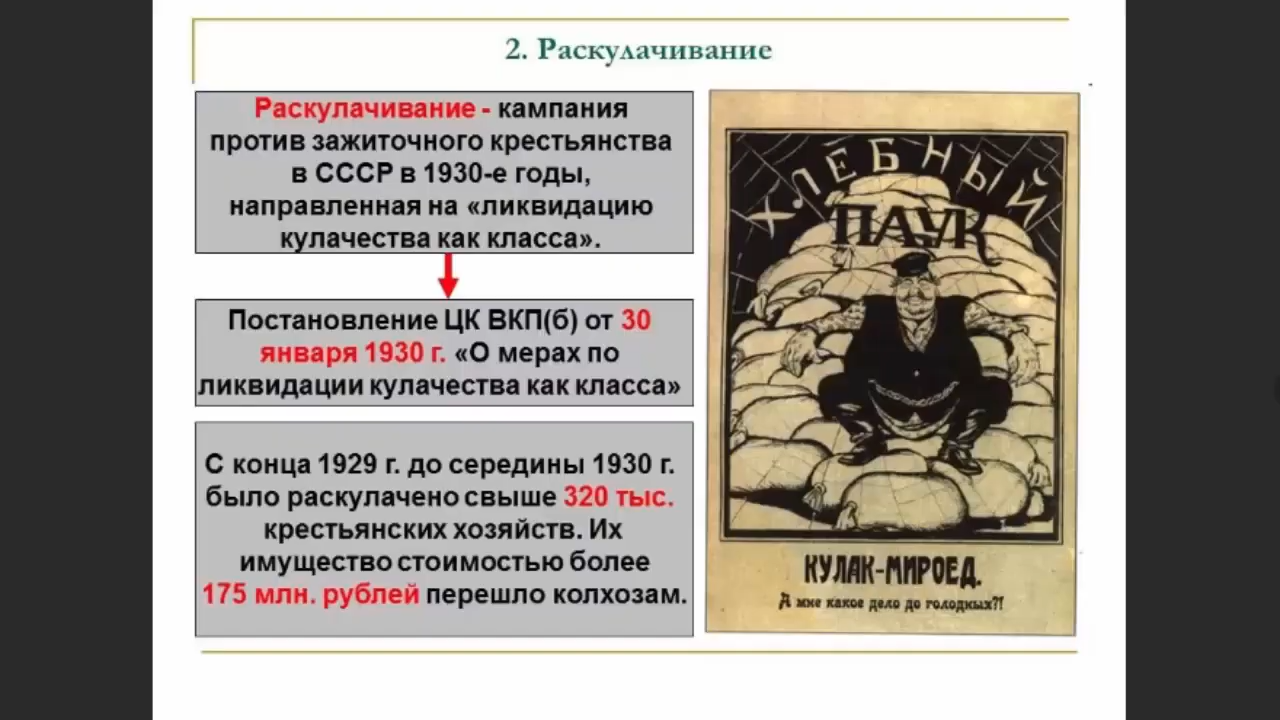 2. Раскулачивание
Раскулачивание - кампания
против зажиточного крестьянства
в СССР в 1930-е годы,
направленная на «ликвидацию
кулачества как класса».
Постановление ЦК ВКП(б) от 30
января 1930 г. «О мерах по
ликвидации кулачества как класса»
С конца 1929 г. до середины 1930 г.
было раскулачено свыше 320 тыс.
крестьянских хозяйств. Их
имущество стоимостью более
175 млн. рублей перешло колхозам.
ХЛЕБНЫЙ
ПАУК
КУЛАК-МИРОЕД.
А мне какое дело до голодных?!